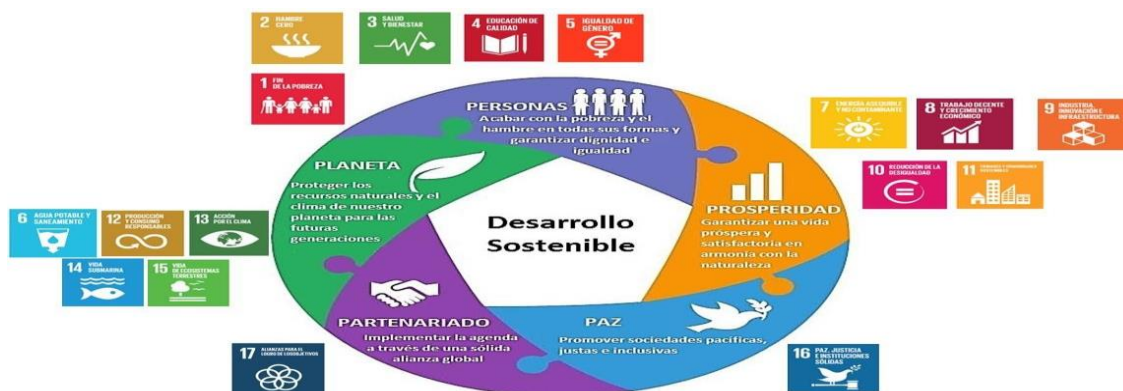 2 HAMBRE
CERO
3 SALUD
Y BIENESTAR
4 EDUCACIÓN DE
CALIDAD
5 IGUALDAD DE
GÉNERO
1 FIN
DE LA POBREZA
PERSONAS
Acabar con la pobreza y el
hambre en todas sus formas y
garantizar dignidad e
igualdad
7 ENERGÍA ASEQUIBLE
Y NO CONTAMINANTE
8 TRABAJO DECENTE
Y CRECIMIENTO
ECONÓMICO
9 INDUSTRIA,
INNOVACIÓN E
INFRAESTRUCTURA
10 REDUCCIÓN DE LA
DESIGUALDAD
11 CIUDADES Y COMUNIDADES
SOSTENIBLES
PLANETA
Proteger los
recursos naturales y el
clima de nuestro
planeta para las
futuras
generaciones
PROSPERIDAD
Garantizar una vida
próspera y
satisfactoria en
armonía con la
naturaleza
Desarrollo
Sostenible
6 AGUA POTABLE Y
SANEAMIENTO
12 PRODUCCIÓN
Y CONSUMO
RESPONSABLES
13 ACCIÓN
POR EL CLIMA
14 VIDA
SUBMARINA
15 VIDA
DE ECOSISTEMAS
TERRESTRES
PARTENARIADO
Implementar la agenda
a través de una sólida
alianza global
PAZ
Promover sociedades pacíficas,
justas e inclusivas
17 ALIANZAS PARA EL
LOGRO DE LOS OBJETIVOS
16 PAZ, JUSTICIA
E INSTITUCIONES
SÓLIDAS